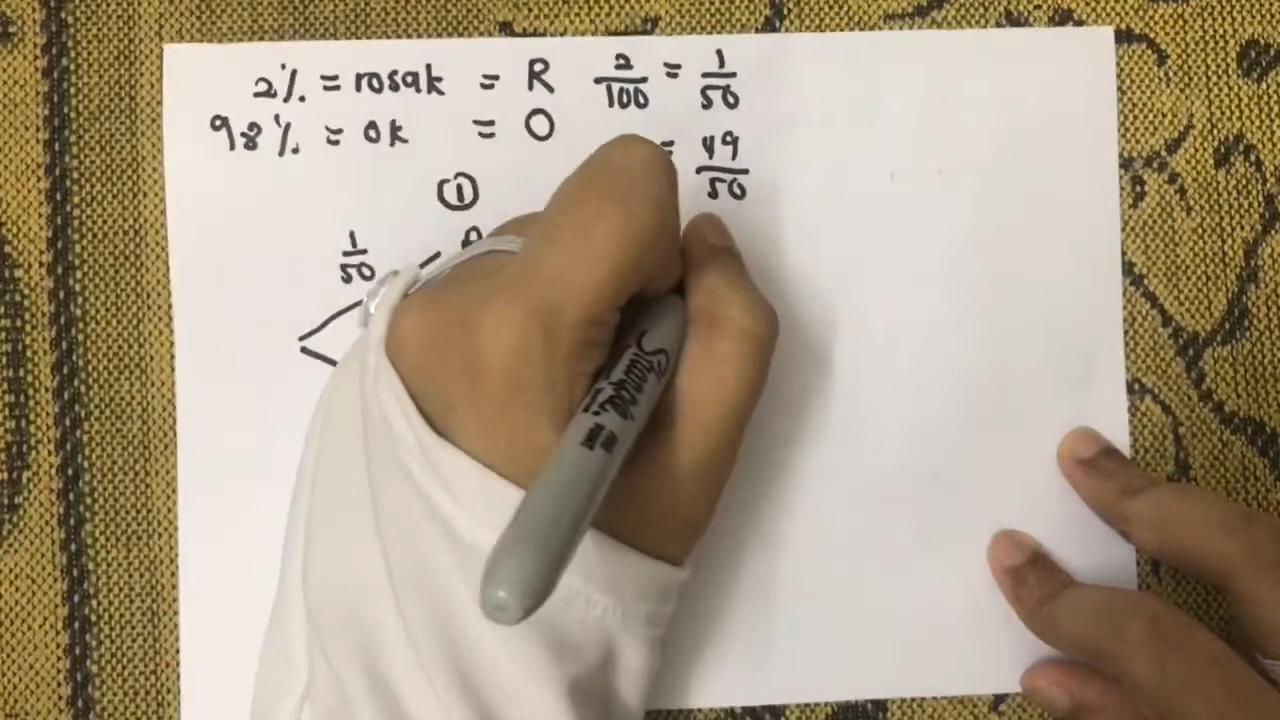 2% = rosak = R 2/100 = 1/50
98% = ok = O = 49/50
①
1/50
Sharpie